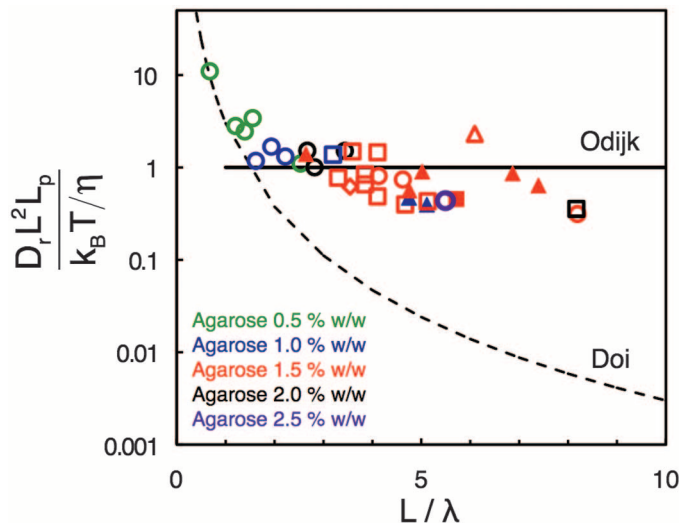 10
1
0.1
0.01
0.001
D_r L² L_p
k_B T / η
Odijk
Doi
Agarose 0.5 % w/w
Agarose 1.0 % w/w
Agarose 1.5 % w/w
Agarose 2.0 % w/w
Agarose 2.5 % w/w
0 5 10
L / λ